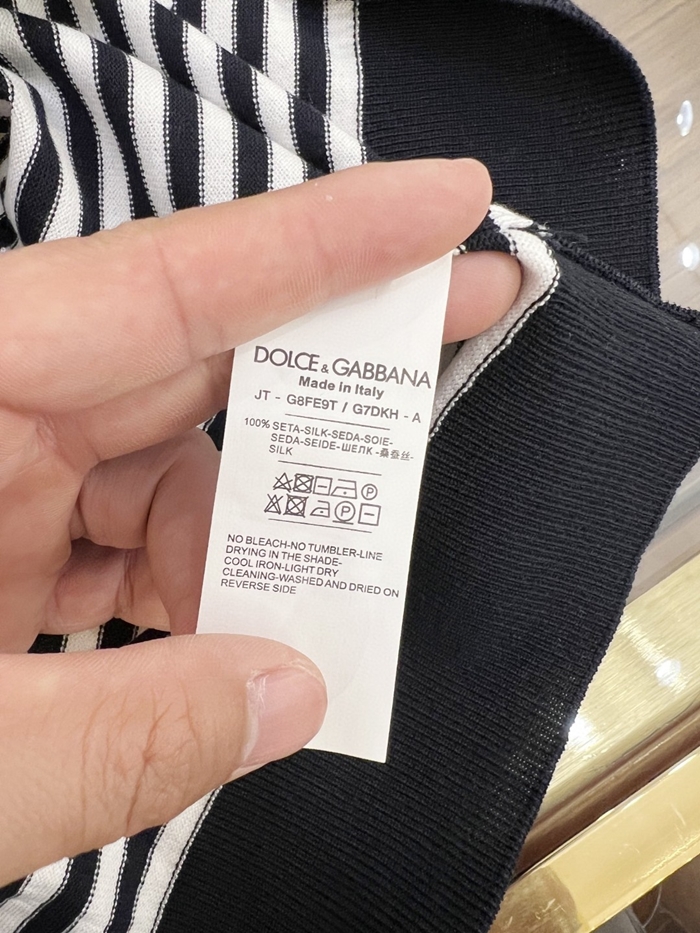 DOLCE & GABBANA
Made in Italy
JT - G8FE9T / G7DKH - A
100% SETA-SILK-SEDA-SOIE-
SEDA-SEIDE-ШЕЛК -桑蚕丝-
SILK
P
P
NO BLEACH-NO TUMBLER-LINE
DRYING IN THE SHADE-
COOL IRON-LIGHT DRY
CLEANING-WASHED AND DRIED ON
REVERSE SIDE